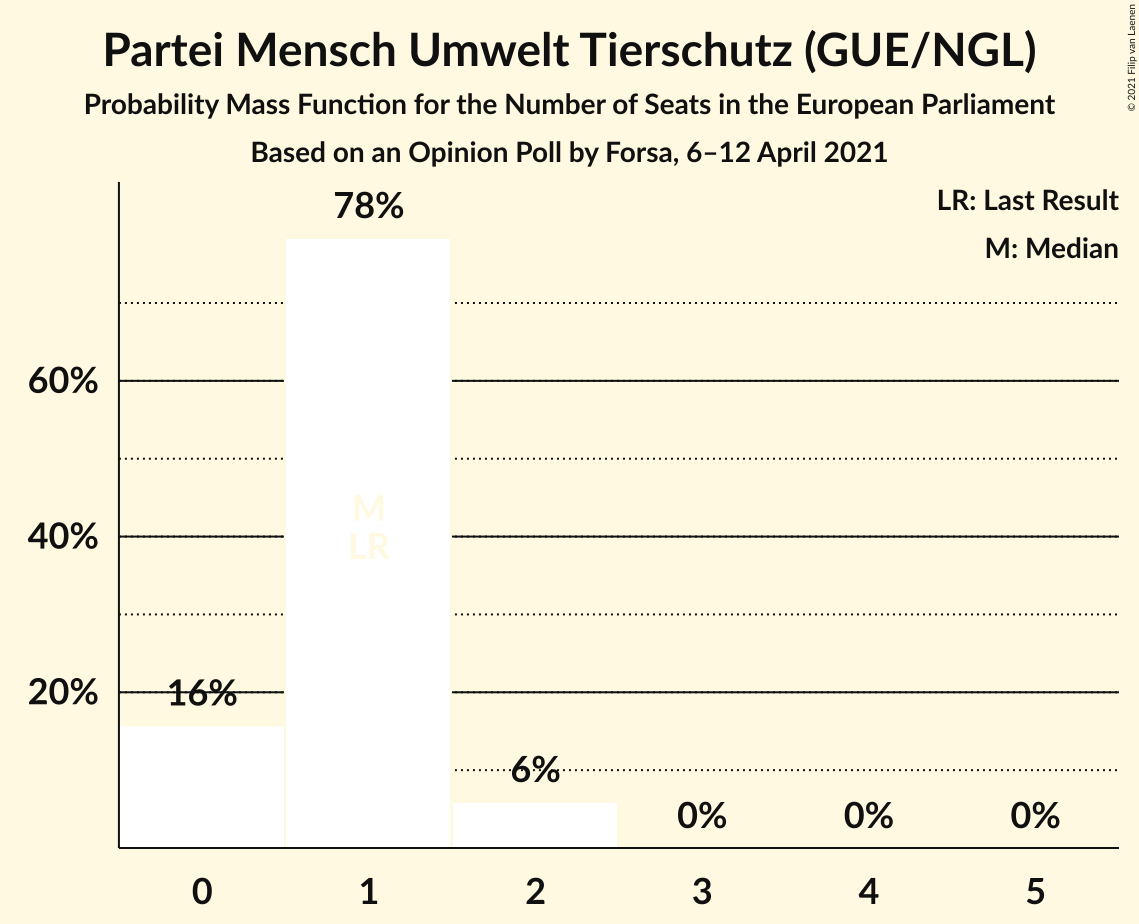 Partei Mensch Umwelt Tierschutz (GUE/NGL)
Probability Mass Function for the Number of Seats in the European Parliament
Based on an Opinion Poll by Forsa, 6–12 April 2021
© 2021 Filip van Laenen
LR: Last Result
M: Median
78%
60%
40%
20%
M
LR
16%
6%
0%
0%
0%
0
1
2
3
4
5